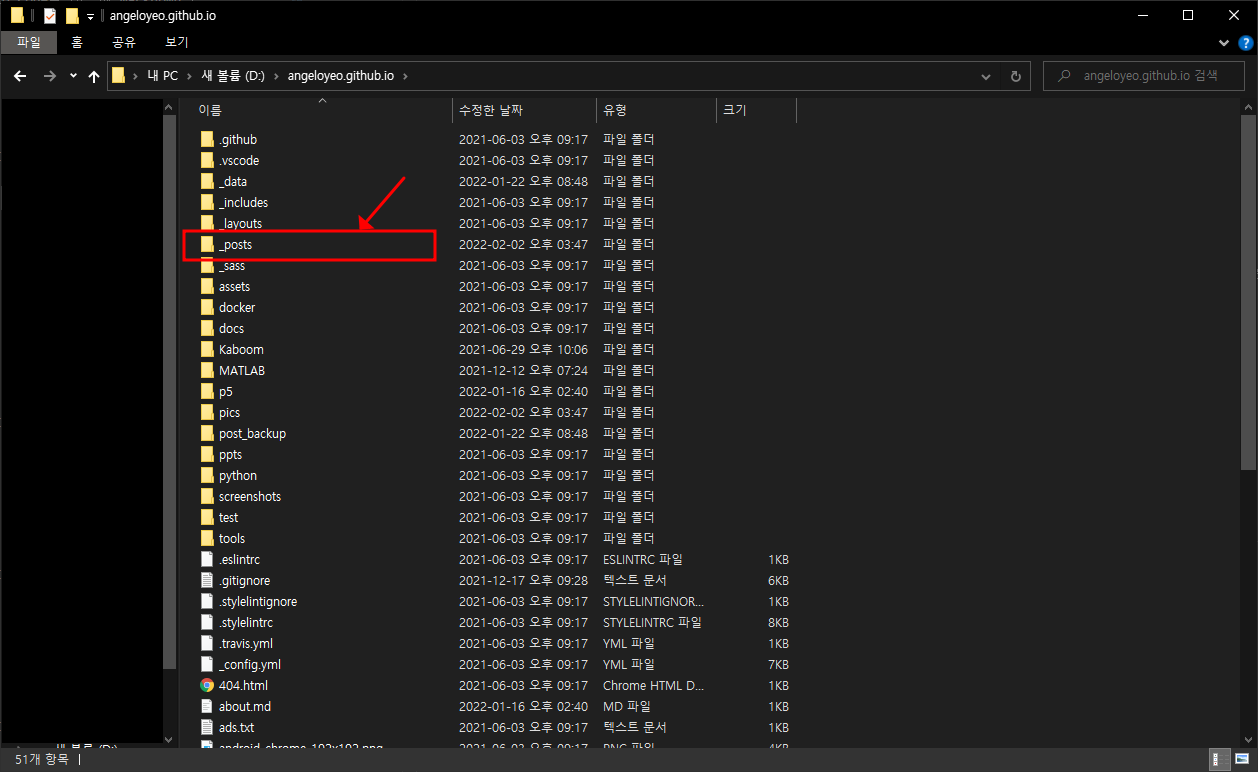 angeloyeo.github.io
파일 홈 공유 보기
내 PC 새 볼륨 (D:) angeloyeo.github.io angeloyeo.github.io 검색
이름 수정한 날짜 유형 크기
.github 2021-06-03 오후 09:17 파일 폴더
.vscode 2021-06-03 오후 09:17 파일 폴더
_data 2022-01-22 오후 08:48 파일 폴더
_includes 2021-06-03 오후 09:17 파일 폴더
_layouts 2021-06-03 오후 09:17 파일 폴더
_posts 2022-02-02 오후 03:47 파일 폴더
_sass 2021-06-03 오후 09:17 파일 폴더
assets 2021-06-03 오후 09:17 파일 폴더
docker 2021-06-03 오후 09:17 파일 폴더
docs 2021-06-03 오후 09:17 파일 폴더
Kaboom 2021-06-29 오후 10:06 파일 폴더
MATLAB 2021-12-12 오후 07:24 파일 폴더
p5 2022-01-16 오후 02:40 파일 폴더
pics 2022-02-02 오후 03:47 파일 폴더
post_backup 2022-01-22 오후 08:48 파일 폴더
ppts 2021-06-03 오후 09:17 파일 폴더
python 2021-06-03 오후 09:17 파일 폴더
screenshots 2021-06-03 오후 09:17 파일 폴더
test 2021-06-03 오후 09:17 파일 폴더
tools 2021-06-03 오후 09:17 파일 폴더
.eslintrc 2021-06-03 오후 09:17 ESLINTRC 파일 1KB
.gitignore 2021-12-17 오후 09:28 텍스트 문서 6KB
.stylelintignore 2021-06-03 오후 09:17 STYLELINTIGNOR... 1KB
.stylelintrc 2021-06-03 오후 09:17 STYLELINTRC 파일 8KB
.travis.yml 2021-06-03 오후 09:17 YML 파일 1KB
_config.yml 2021-06-03 오후 09:17 YML 파일 7KB
404.html 2021-06-03 오후 09:17 Chrome HTML D... 1KB
about.md 2022-01-16 오후 02:40 MD 파일 1KB
ads.txt 2021-06-03 오후 09:17 텍스트 문서 1KB
android-chrome-192x192.png 2021-06-03 오후 09:17 PNG 파일 4KB
새 볼륨 (D:)
51개 항목